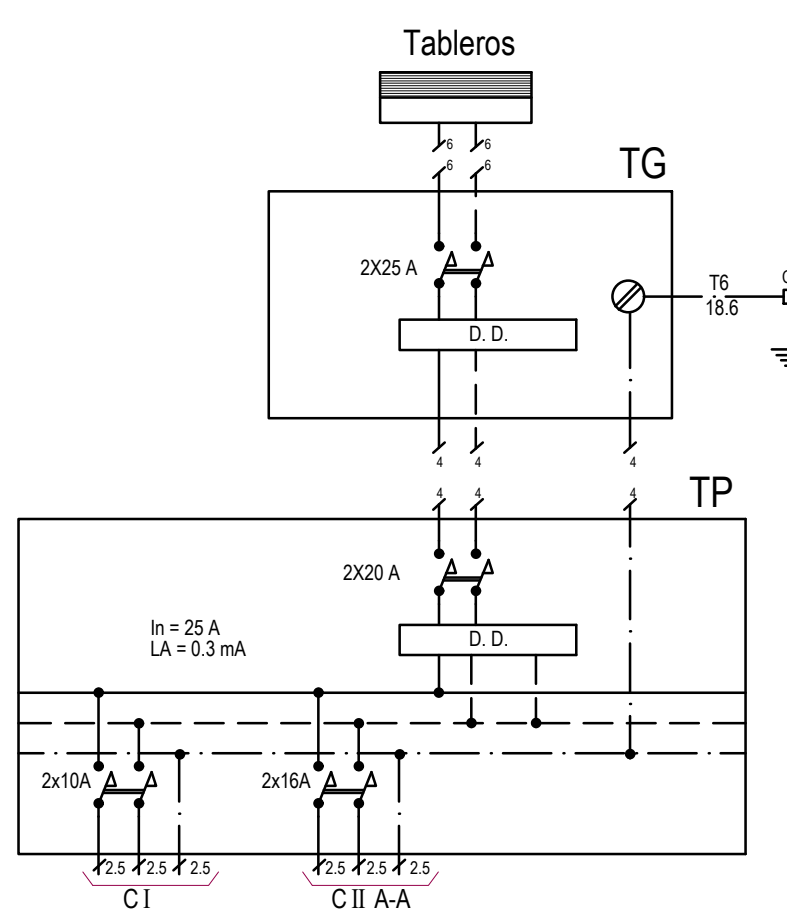 Tableros
6 6
6 6
TG
2X25 A
T6
18.6
D. D.
4 4 4
4 4 4
TP
2X20 A
In = 25 A
LA = 0.3 mA
D. D.
2x10A
2x16A
2.5 2.5 2.5
2.5 2.5 2.5
C I
C II A-A